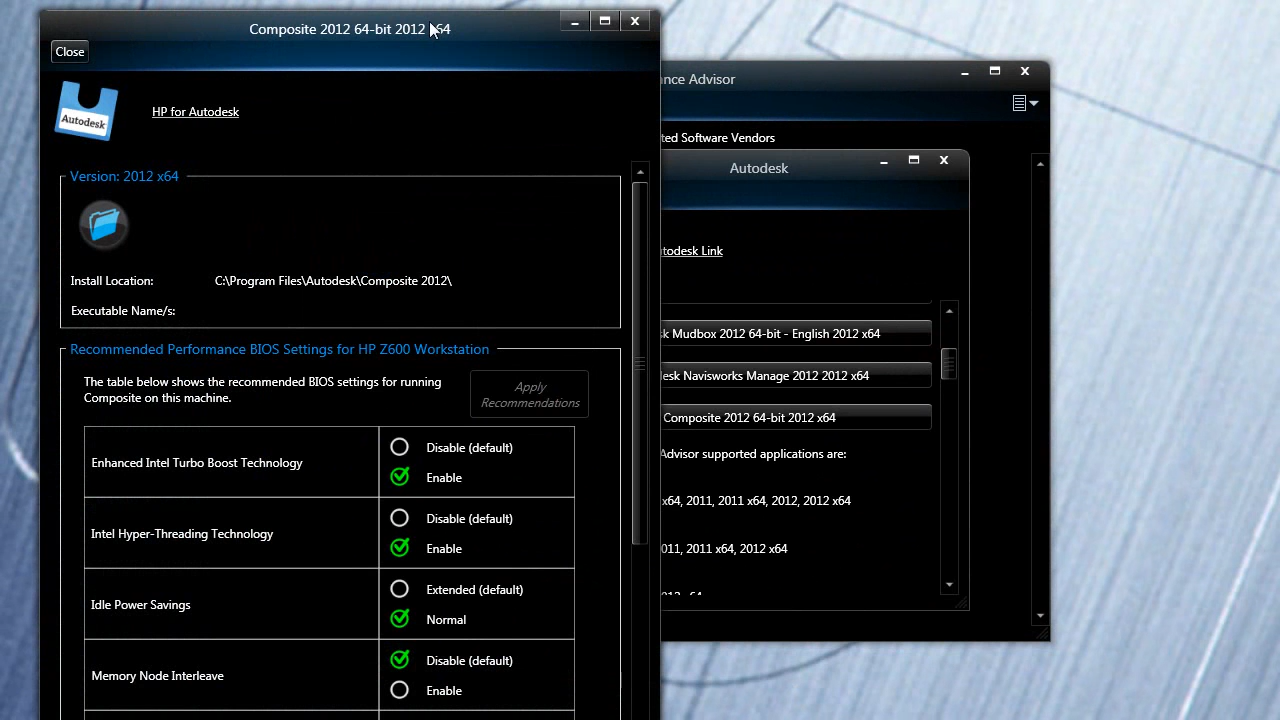 Composite 2012 64-bit 2012 x64
Close
Autodesk
HP for Autodesk
Version: 2012 x64
Install Location: C:\Program Files\Autodesk\Composite 2012\
Executable Name/s:
Recommended Performance BIOS Settings for HP Z600 Workstation
The table below shows the recommended BIOS settings for running
Composite on this machine.
Apply
Recommendations
Enhanced Intel Turbo Boost Technology
Disable (default)
Enable
Intel Hyper-Threading Technology
Disable (default)
Enable
Idle Power Savings
Extended (default)
Normal
Memory Node Interleave
Disable (default)
Enable
nce Advisor
ted Software Vendors
Autodesk
todesk Link
k Mudbox 2012 64-bit - English 2012 x64
esk Navisworks Manage 2012 2012 x64
Composite 2012 64-bit 2012 x64
Advisor supported applications are:
x64, 2011, 2011 x64, 2012, 2012 x64
011, 2011 x64, 2012 x64